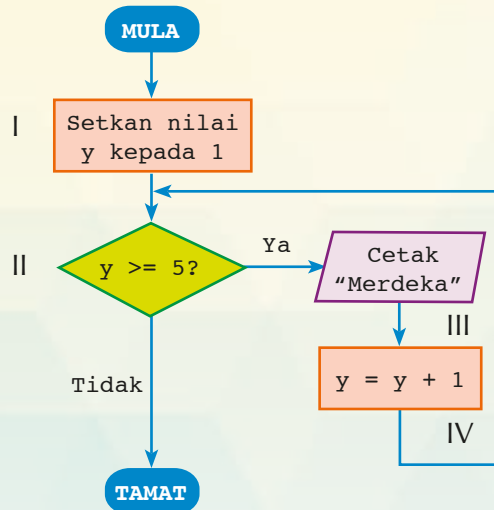 MULA
I
Setkan nilai
y kepada 1
II
y >= 5?
Ya
Cetak
“Merdeka”
III
Tidak
y = y + 1
IV
TAMAT